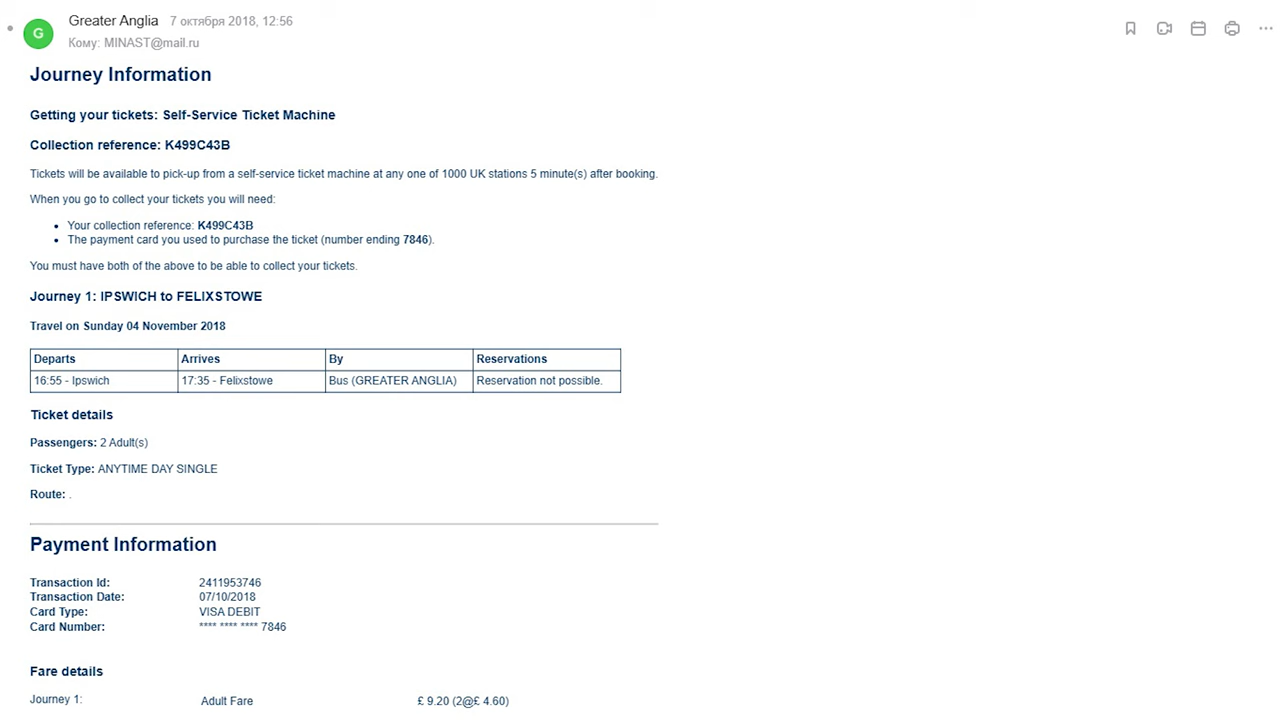 Greater Anglia 7 октября 2018, 12:56
G
Кому: MINAST@mail.ru
Journey Information
Getting your tickets: Self-Service Ticket Machine
Collection reference: K499C43B
Tickets will be available to pick-up from a self-service ticket machine at any one of 1000 UK stations 5 minute(s) after booking.
When you go to collect your tickets you will need:
• Your collection reference: K499C43B
• The payment card you used to purchase the ticket (number ending 7846).
You must have both of the above to be able to collect your tickets.
Journey 1: IPSWICH to FELIXSTOWE
Travel on Sunday 04 November 2018
Departs Arrives By Reservations
16:55 - Ipswich 17:35 - Felixstowe Bus (GREATER ANGLIA) Reservation not possible.
Ticket details
Passengers: 2 Adult(s)
Ticket Type: ANYTIME DAY SINGLE
Route: .
Payment Information
Transaction Id: 2411953746
Transaction Date: 07/10/2018
Card Type: VISA DEBIT
Card Number: **** **** **** 7846
Fare details
Journey 1: Adult Fare £ 9.20 (2@£ 4.60)